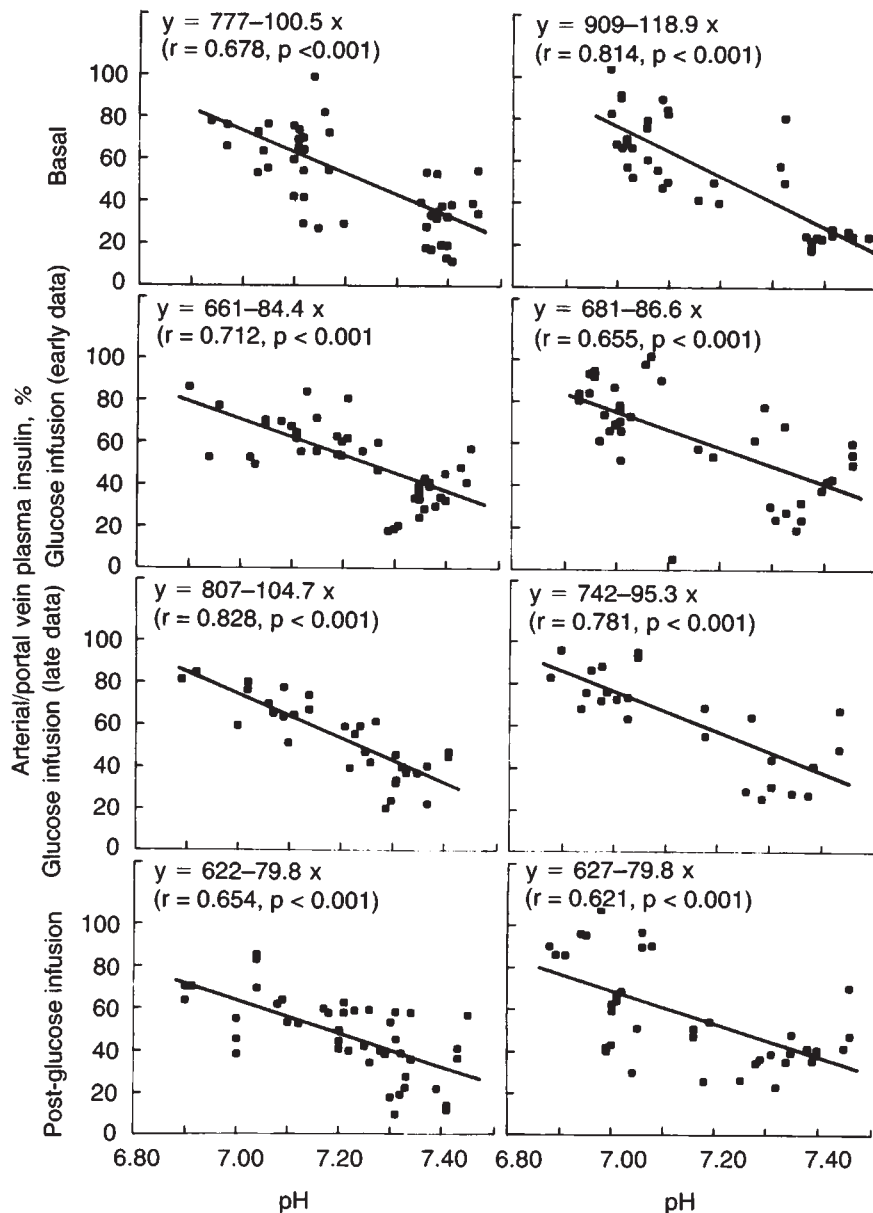 y = 777–100.5 x
(r = 0.678, p <0.001)
y = 909–118.9 x
(r = 0.814, p < 0.001)
100
80
60
40
20
0
Basal
y = 661–84.4 x
(r = 0.712, p < 0.001
y = 681–86.6 x
(r = 0.655, p < 0.001)
100
80
60
40
20
0
Glucose infusion (early data)
Arterial/portal vein plasma insulin, %
y = 807–104.7 x
(r = 0.828, p < 0.001)
y = 742–95.3 x
(r = 0.781, p < 0.001)
100
80
60
40
20
0
Glucose infusion (late data)
y = 622–79.8 x
(r = 0.654, p < 0.001)
y = 627–79.8 x
(r = 0.621, p < 0.001)
100
80
60
40
20
0
Post-glucose infusion
6.80 7.00 7.20 7.40 6.80 7.00 7.20 7.40
pH pH